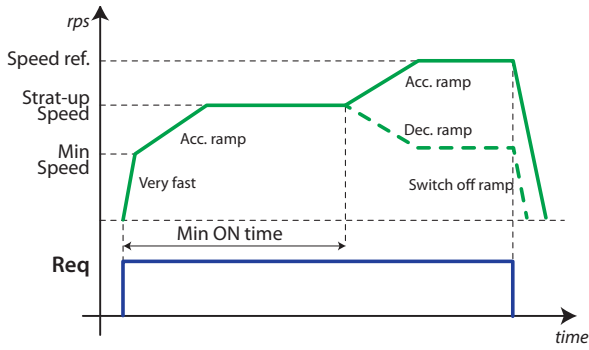 rps
Speed ref.
Acc. ramp
Strat-up
Speed
Dec. ramp
Acc. ramp
Min
Speed
Very fast
Switch off ramp
Min ON time
Req
time